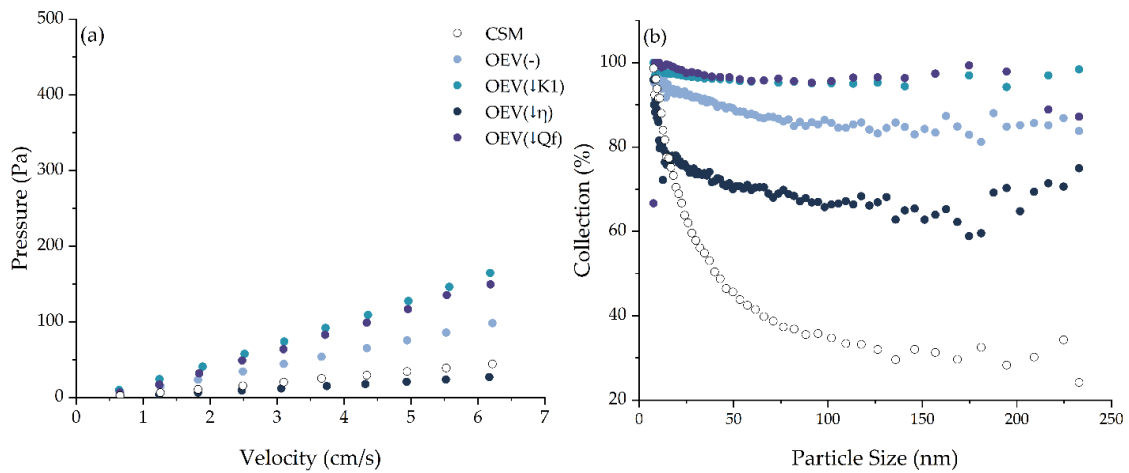 (a)
500
400
300
200
100
0
Pressure (Pa)
0 1 2 3 4 5 6 7
Velocity (cm/s)
CSM
OEV(-)
OEV(↓K1)
OEV(↓η)
OEV(↓Qf)
(b)
100
80
60
40
20
Collection (%)
0 50 100 150 200 250
Particle Size (nm)